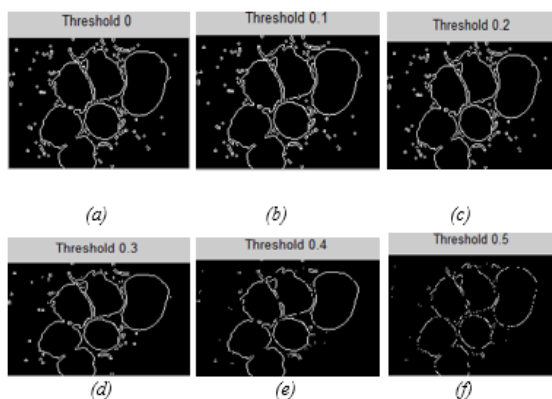 Threshold 0
Threshold 0.1
Threshold 0.2
(a)
(b)
(c)
Threshold 0.3
Threshold 0.4
Threshold 0.5
(d)
(e)
(f)